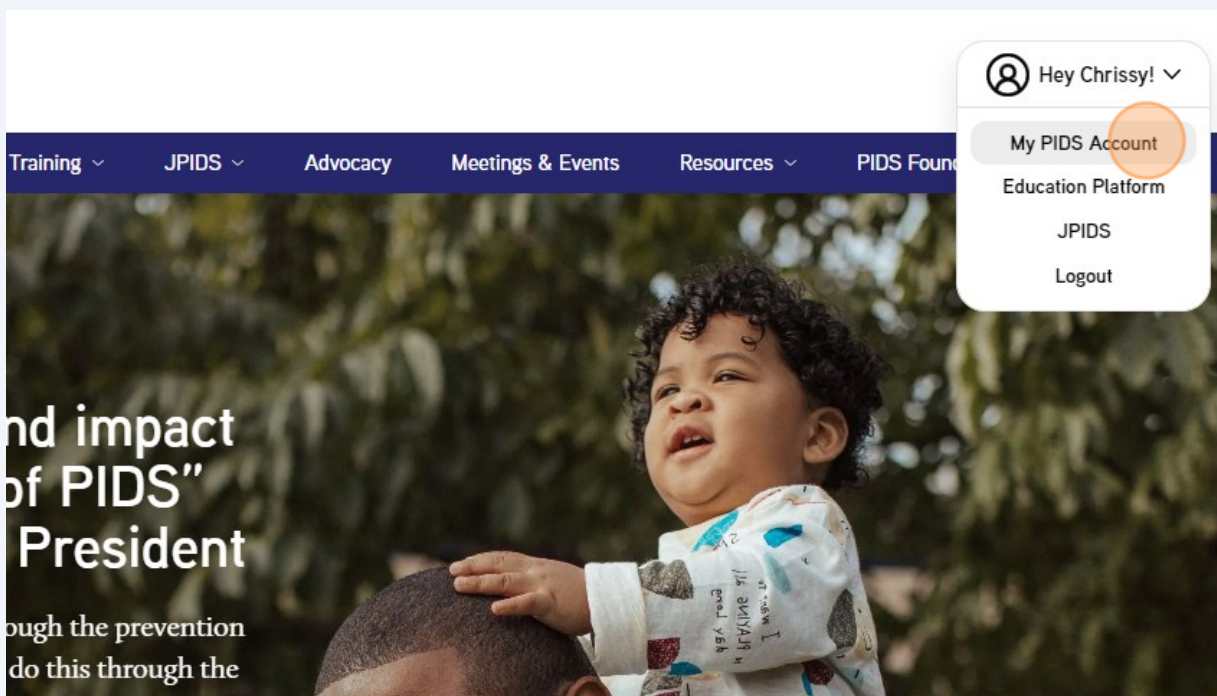 Hey Chrissy!
Training JPIDS Advocacy Meetings & Events Resources PIDS Found
My PIDS Account
Education Platform
JPIDS
Logout
nd impact
of PIDS”
President
ough the prevention
do this through the